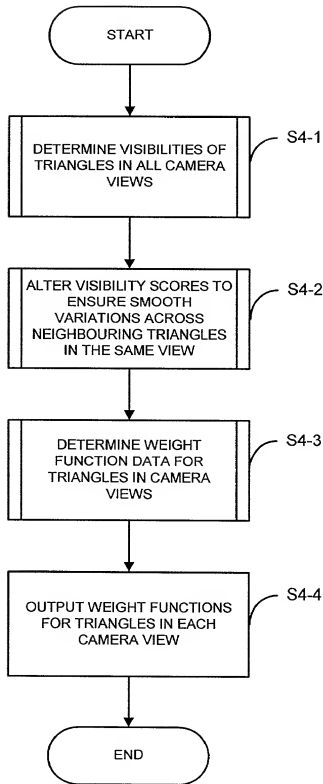 START
DETERMINE VISIBILITIES OF
TRIANGLES IN ALL CAMERA
VIEWS
S4-1
ALTER VISIBILITY SCORES TO
ENSURE SMOOTH
VARIATIONS ACROSS
NEIGHBOURING TRIANGLES
IN THE SAME VIEW
S4-2
DETERMINE WEIGHT
FUNCTION DATA FOR
TRIANGLES IN CAMERA
VIEWS
S4-3
OUTPUT WEIGHT FUNCTIONS
FOR TRIANGLES IN EACH
CAMERA VIEW
S4-4
END